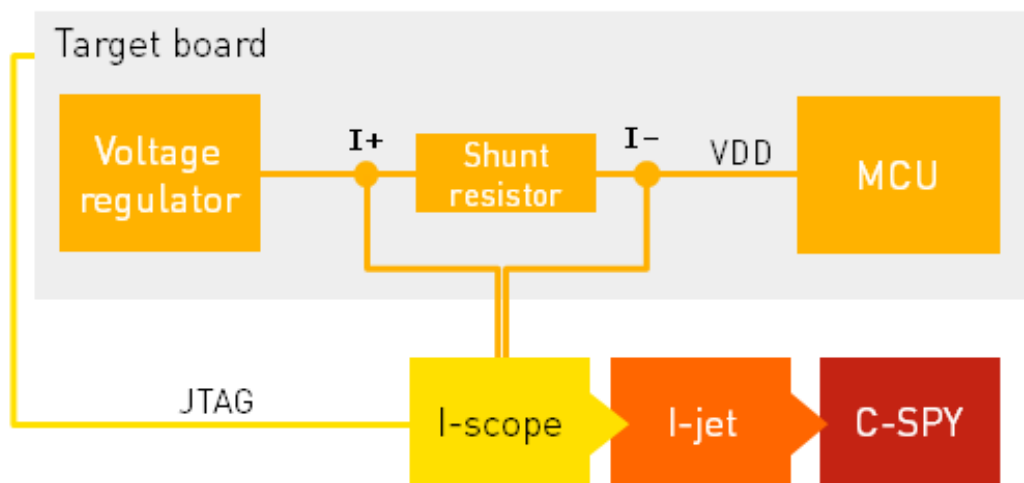 Target board
Voltage
regulator
I+
Shunt
resistor
I-
VDD
MCU
JTAG
I-scope
I-jet
C-SPY